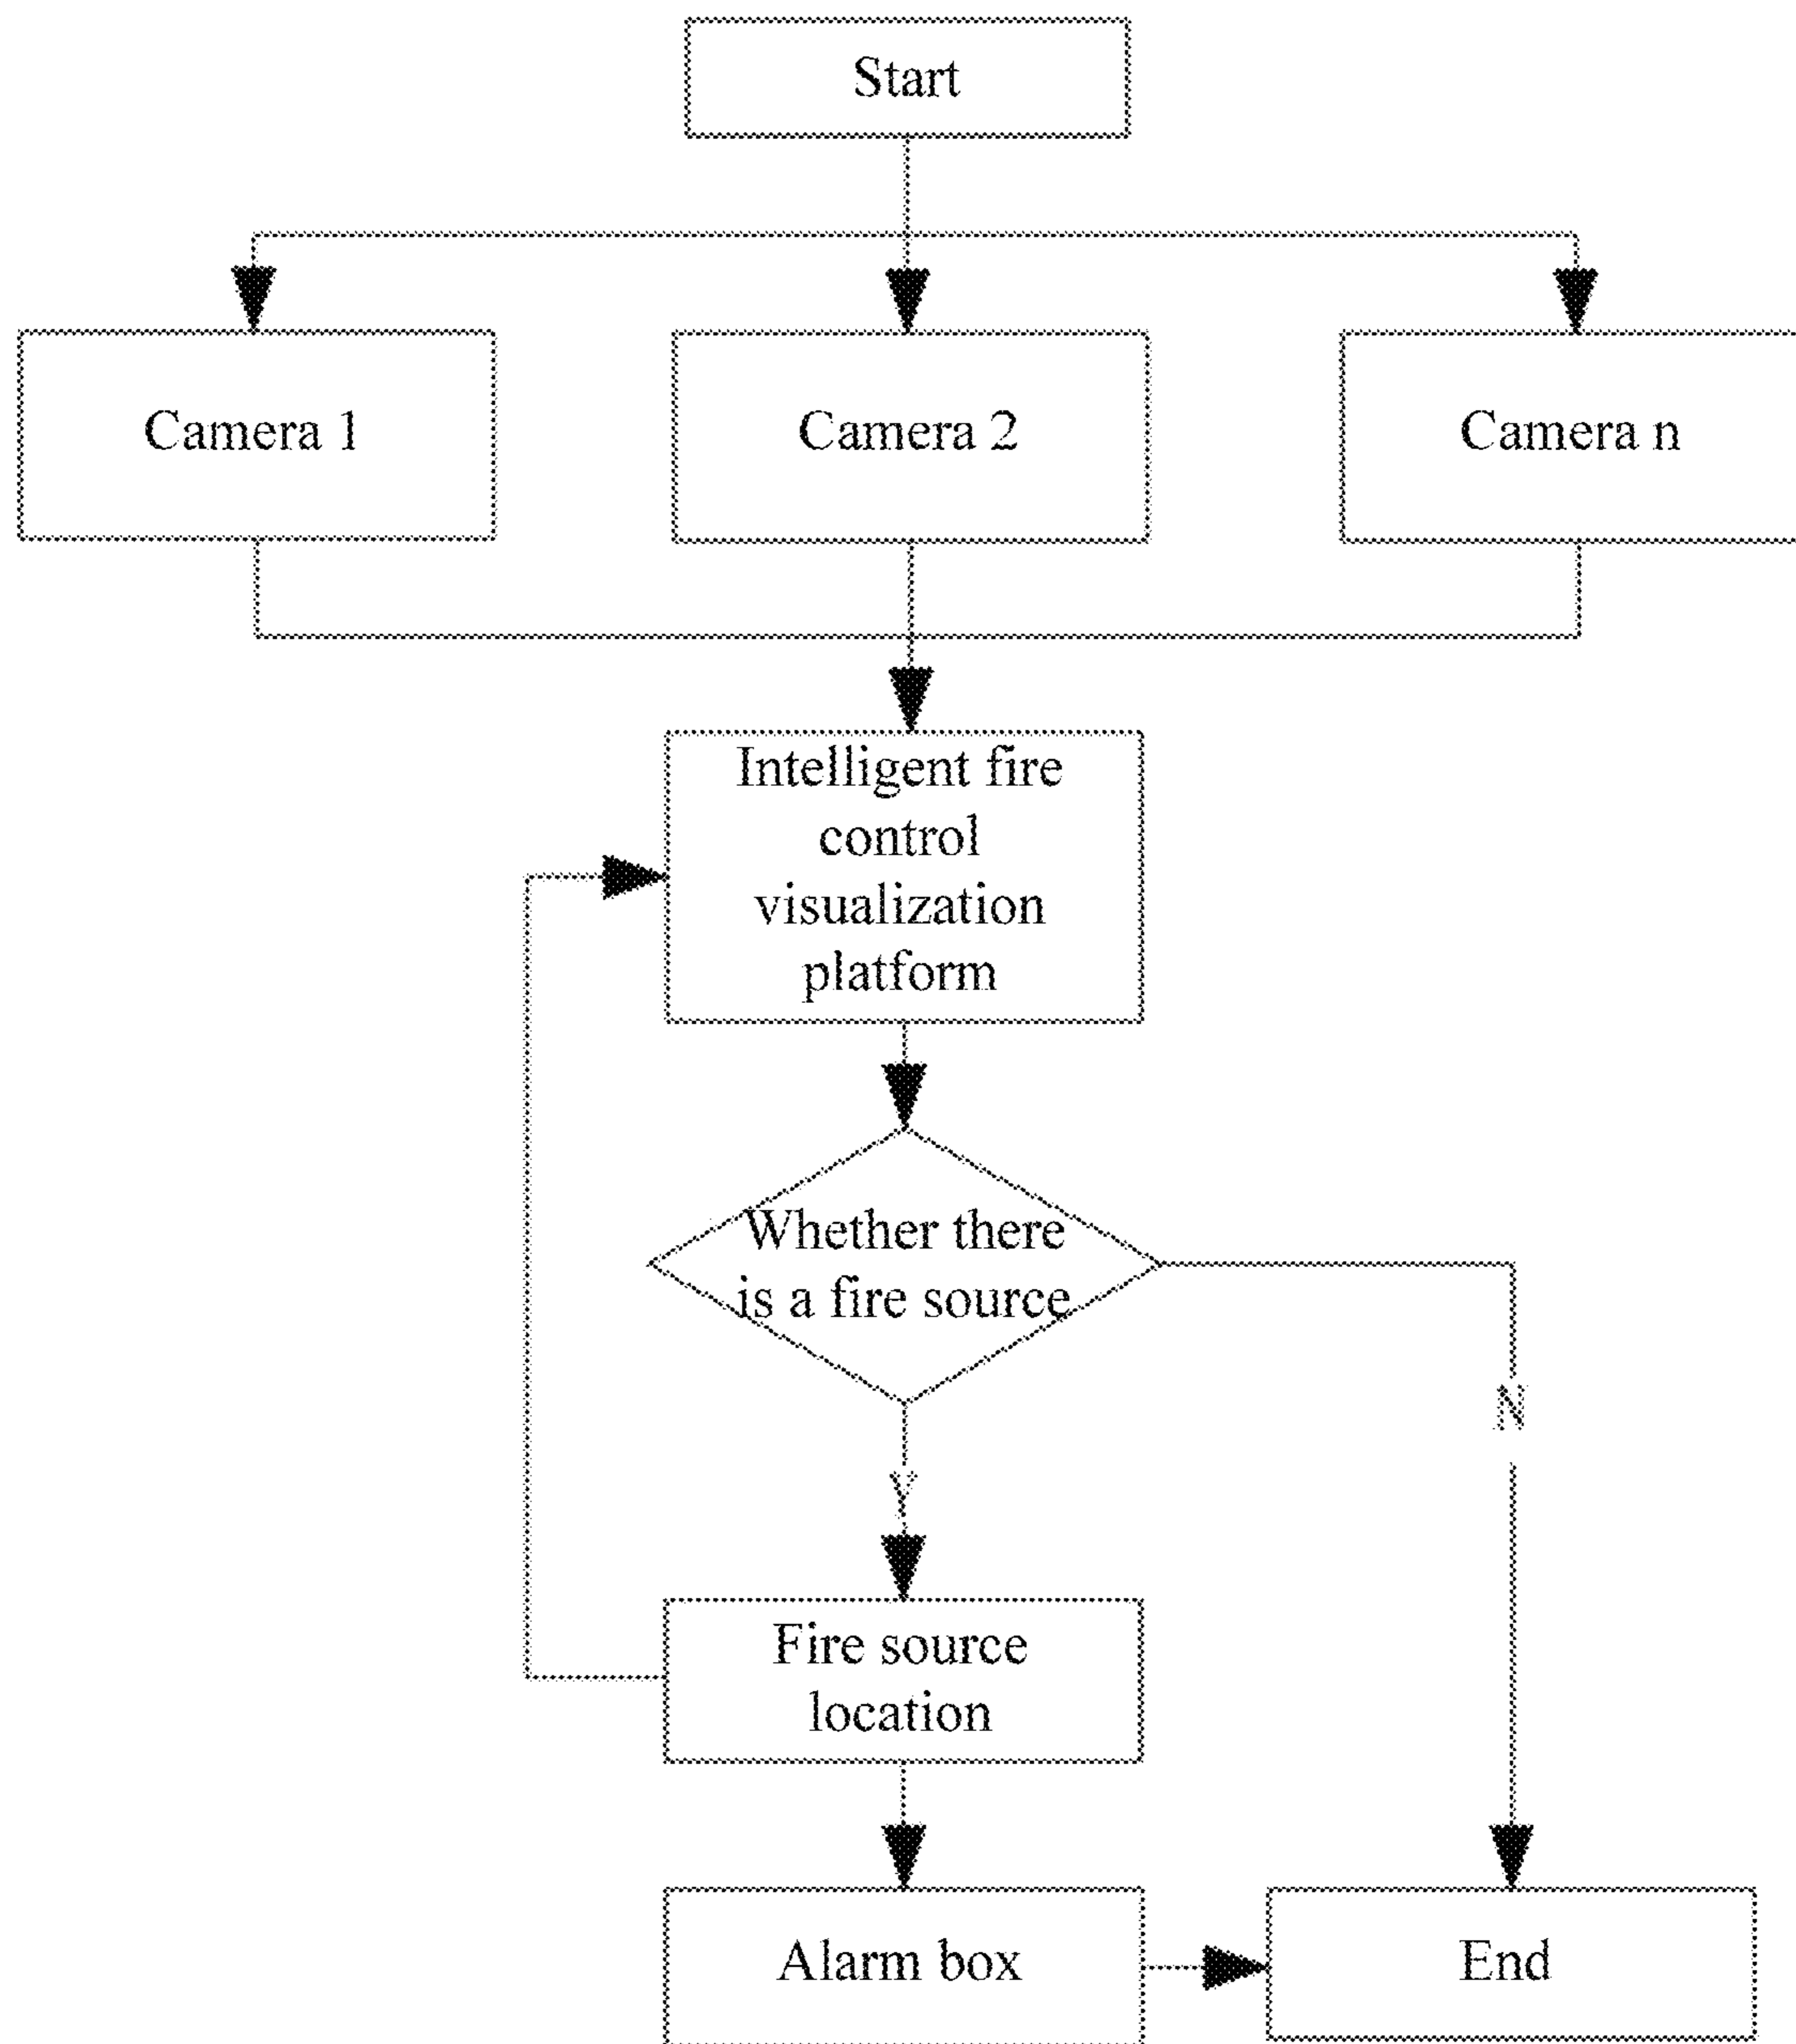 Start
Camera 1
Camera 2
Camera n
Intelligent fire
control
visualization
platform
Whether there
is a fire source
N
Y
Fire source
location
Alarm box
End